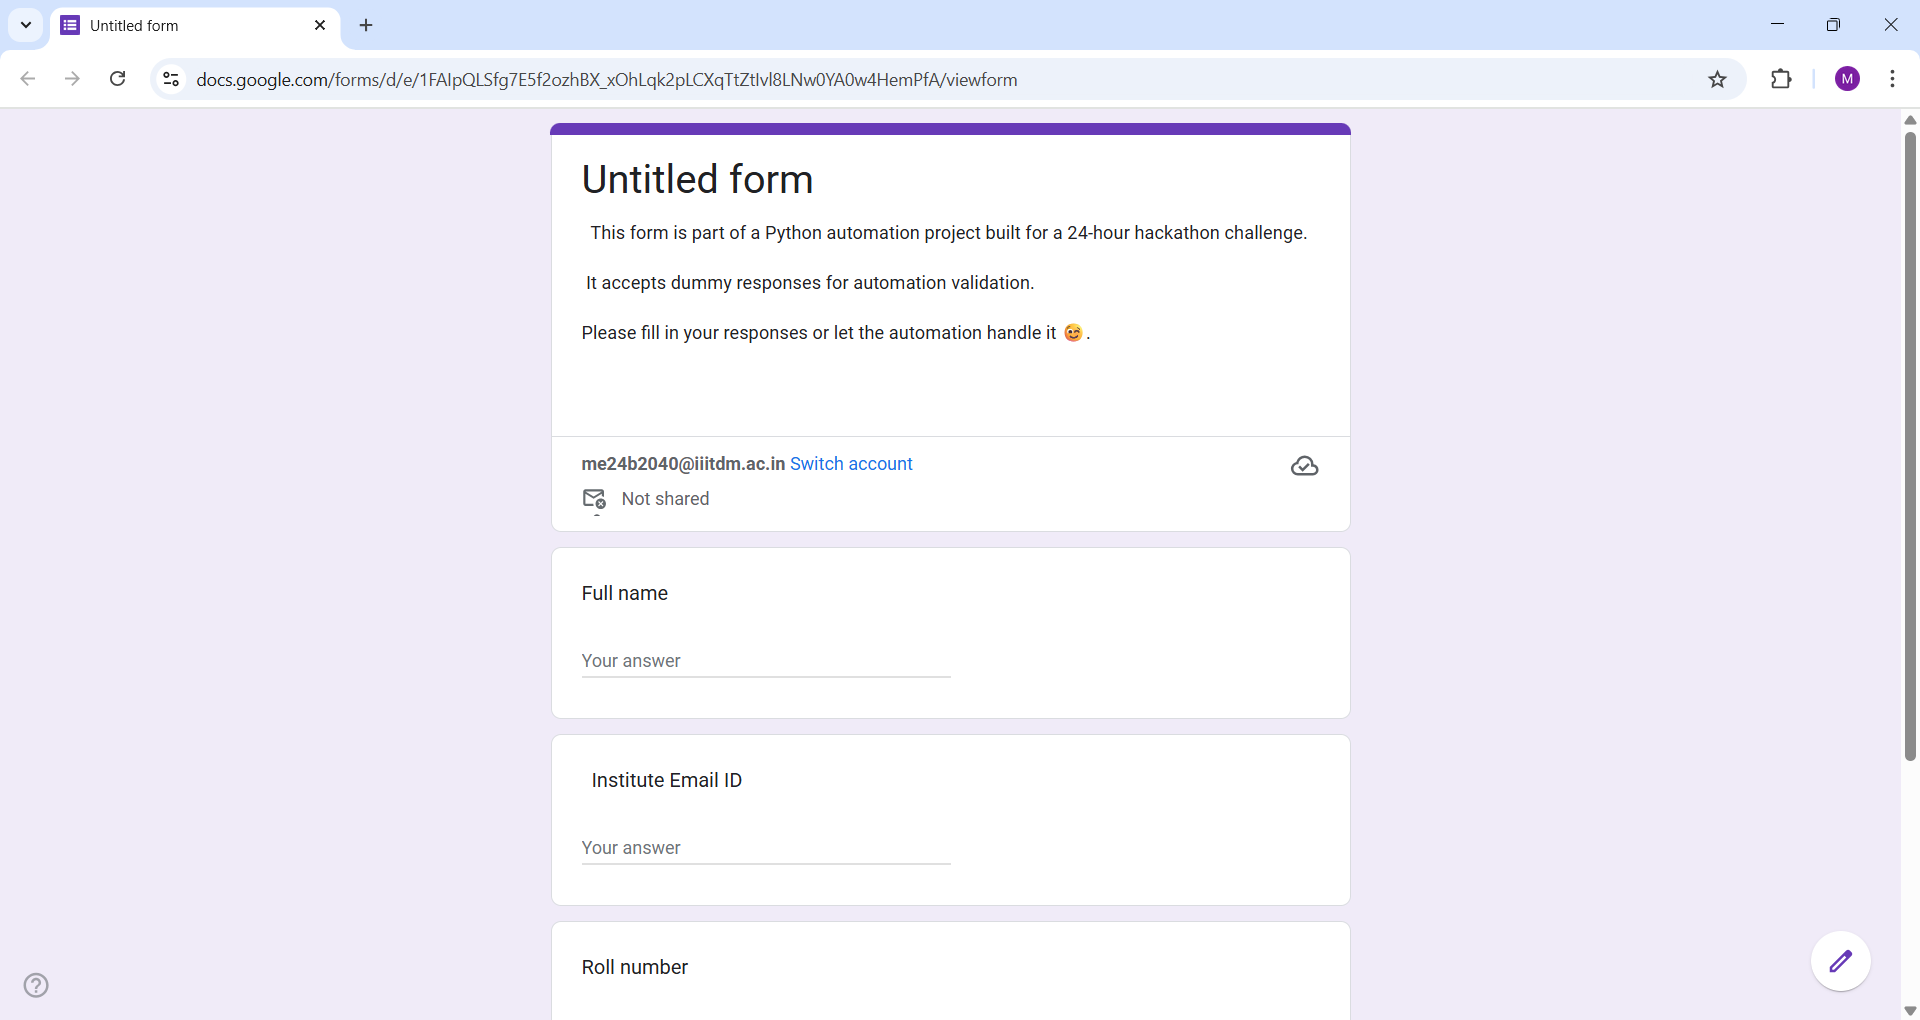 Untitled form
docs.google.com/forms/d/e/1FAIpQLSfg7E5f2ozhBX_xOhLqk2pLCXqTtZtIvl8LNw0YA0w4HemPfA/viewform
M
Untitled form
This form is part of a Python automation project built for a 24-hour hackathon challenge.
It accepts dummy responses for automation validation.
Please fill in your responses or let the automation handle it 😉 .
me24b2040@iiitdm.ac.in Switch account
Not shared
Full name
Your answer
Institute Email ID
Your answer
Roll number